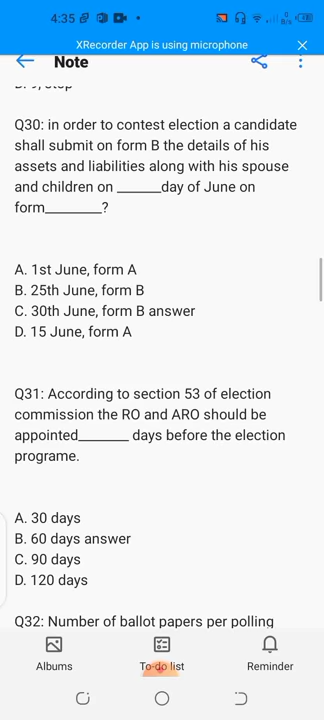 4:35
XRecorder App is using microphone
Note
Q30: in order to contest election a candidate
shall submit on form B the details of his
assets and liabilities along with his spouse
and children on ______day of June on
form________?
A. 1st June, form A
B. 25th June, form B
C. 30th June, form B answer
D. 15 June, form A
Q31: According to section 53 of election
commission the RO and ARO should be
appointed_______ days before the election
programe.
A. 30 days
B. 60 days answer
C. 90 days
D. 120 days
Q32: Number of ballot papers per polling
Albums
To-do list
Reminder